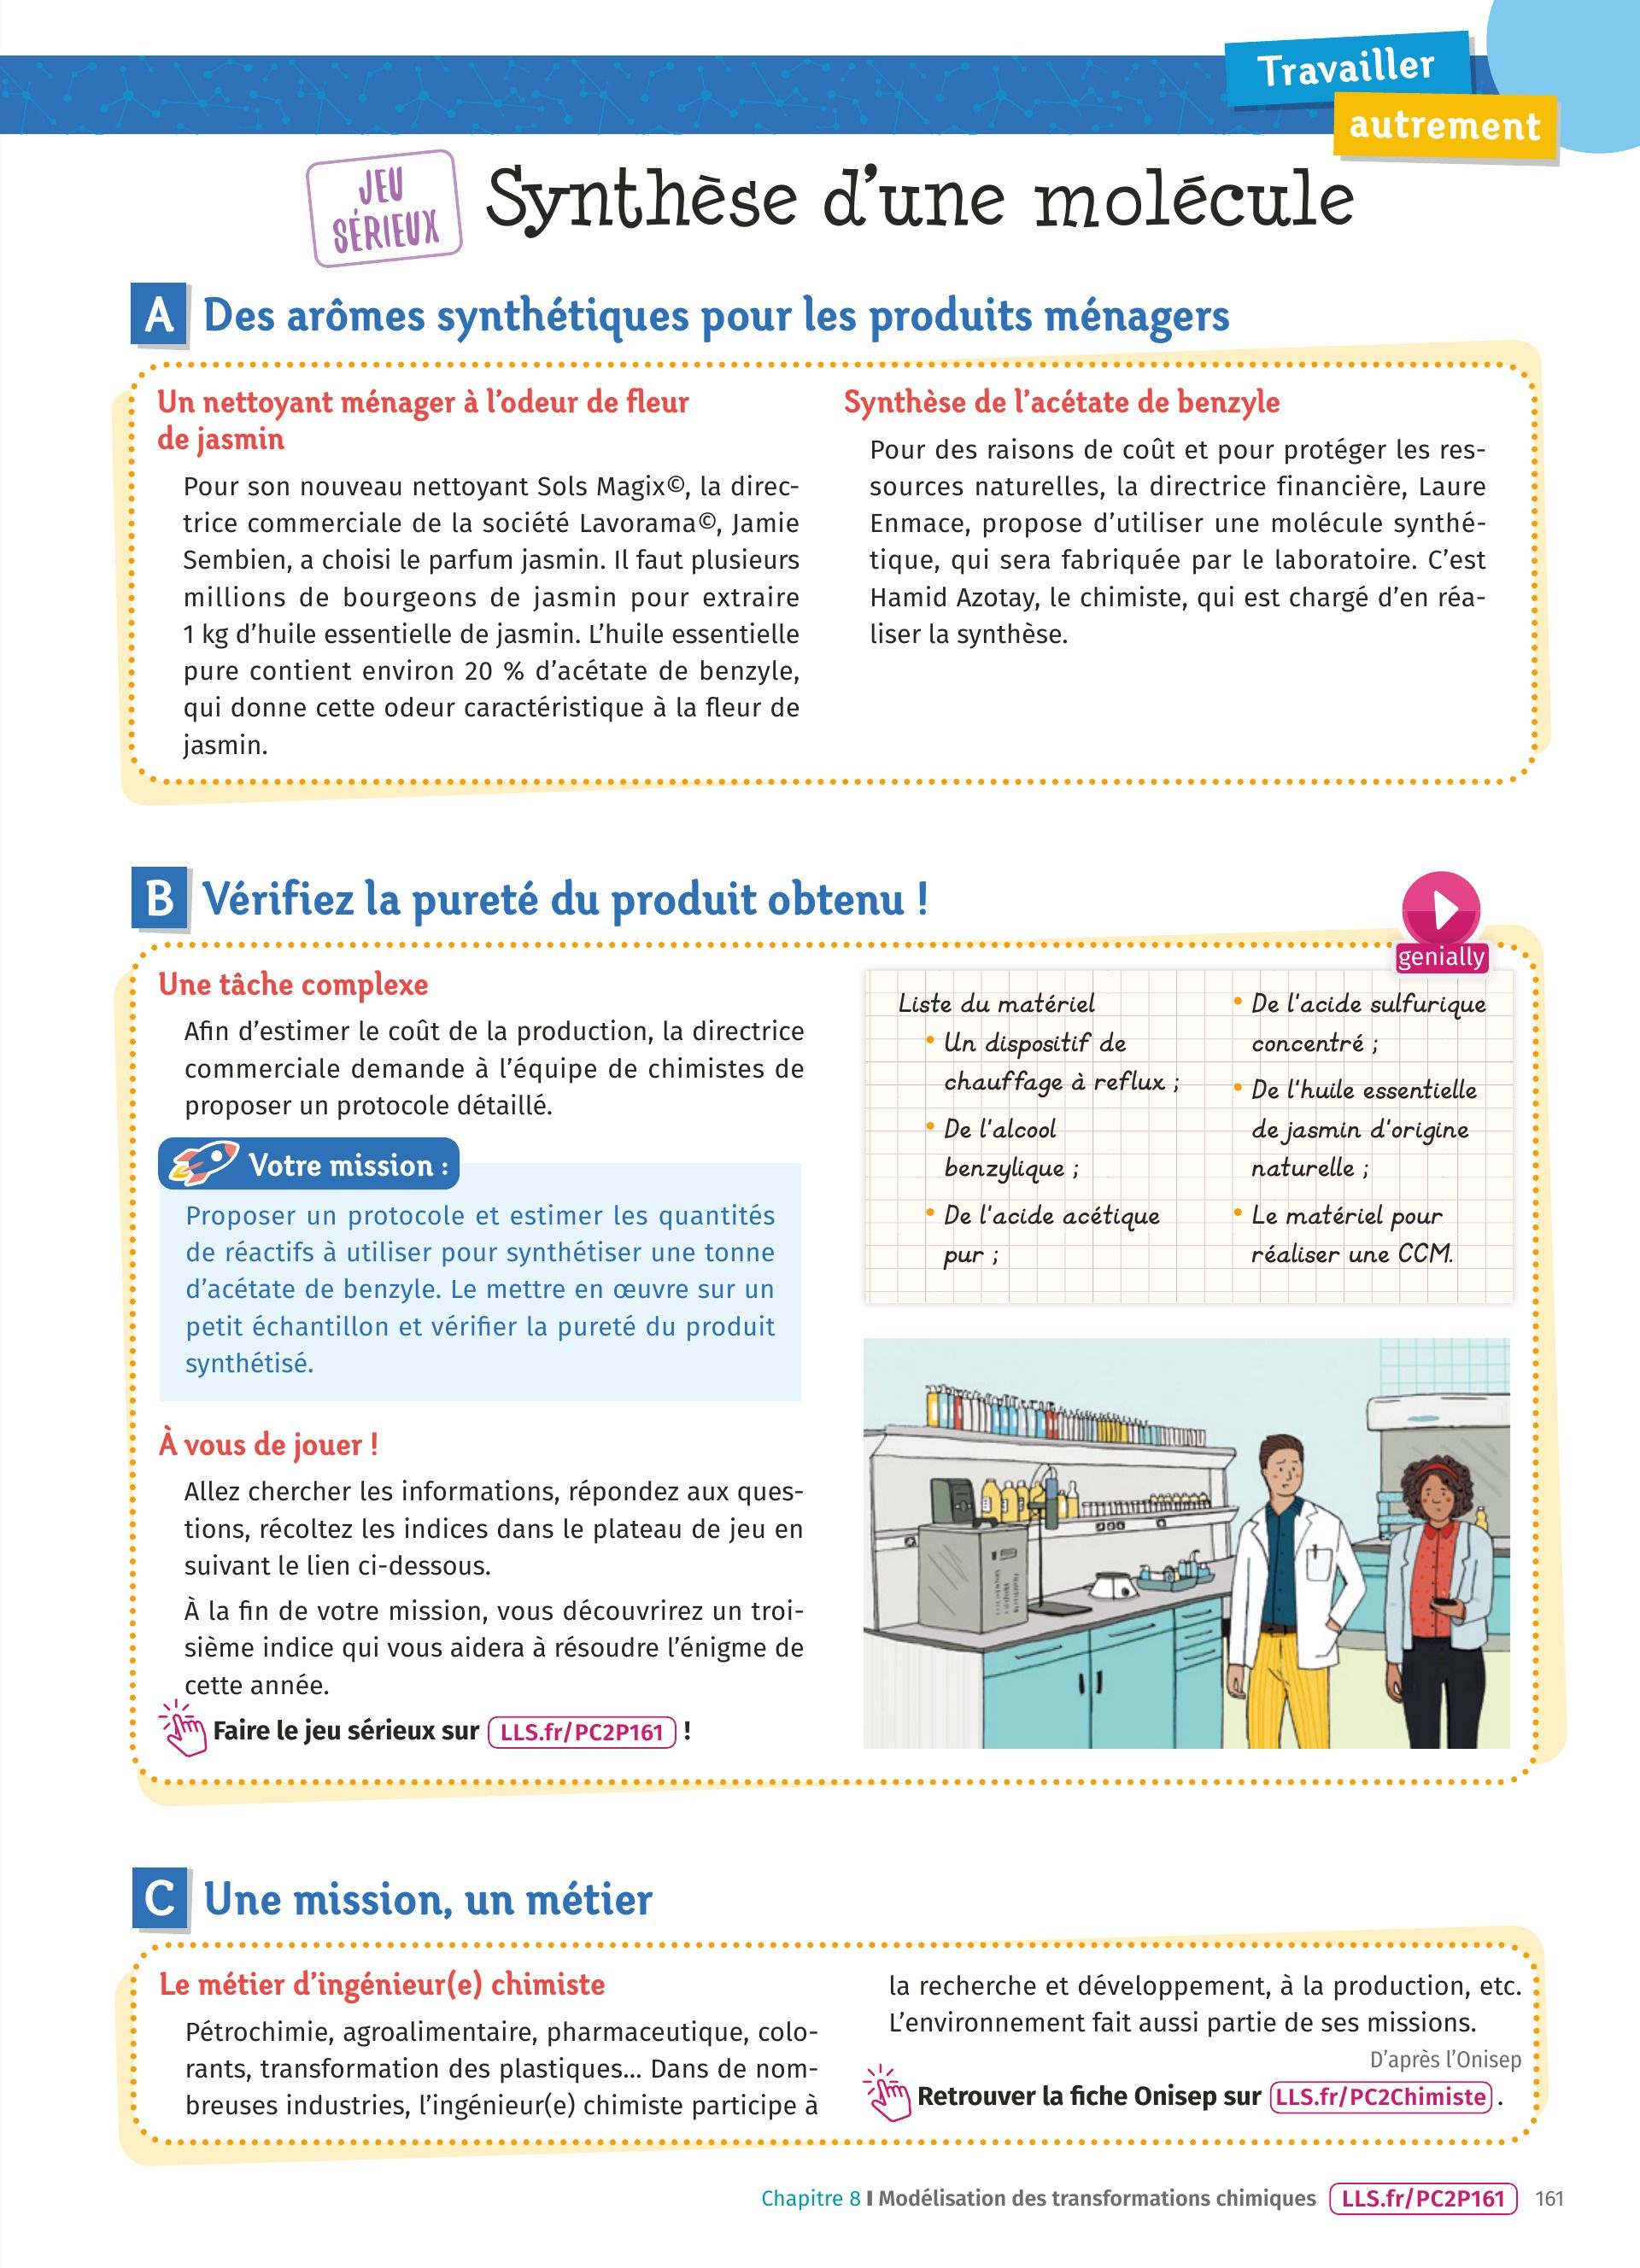 Travailler
autrement
JEU
SÉRIEUX
Synthèse d'une molécule
A Des arômes synthétiques pour les produits ménagers
Un nettoyant ménager à l'odeur de fleur
de jasmin
Pour son nouveau nettoyant Sols Magix©, la direc-
trice commerciale de la société Lavorama©, Jamie
Sembien, a choisi le parfum jasmin. Il faut plusieurs
millions de bourgeons de jasmin pour extraire
1 kg d'huile essentielle de jasmin. L'huile essentielle
pure contient environ 20 % d'acétate de benzyle,
qui donne cette odeur caractéristique à la fleur de
jasmin.
Synthèse de l'acétate de benzyle
Pour des raisons de coût et pour protéger les res-
sources naturelles, la directrice financière, Laure
Enmace, propose d'utiliser une molécule synthé-
tique, qui sera fabriquée par le laboratoire. C'est
Hamid Azotay, le chimiste, qui est chargé d'en réa-
liser la synthèse.
B Vérifiez la pureté du produit obtenu !
genially
Une tâche complexe
Afin d'estimer le coût de la production, la directrice
commerciale demande à l'équipe de chimistes de
proposer un protocole détaillé.
Votre mission :
Proposer un protocole et estimer les quantités
de réactifs à utiliser pour synthétiser une tonne
d'acétate de benzyle. Le mettre en œuvre sur un
petit échantillon et vérifier la pureté du produit
synthétisé.
À vous de jouer !
Allez chercher les informations, répondez aux ques-
tions, récoltez les indices dans le plateau de jeu en
suivant le lien ci-dessous.
À la fin de votre mission, vous découvrirez un troi-
sième indice qui vous aidera à résoudre l'énigme de
cette année.
Faire le jeu sérieux sur LLS.fr/PC2P161 !
Liste du matériel
• Un dispositif de
chauffage à reflux ;
• De l'alcool
benzylique ;
• De l'acide acétique
pur ;
• De l'acide sulfurique
concentré ;
• De l'huile essentielle
de jasmin d'origine
naturelle ;
• Le matériel pour
réaliser une CCM.
C Une mission, un métier
Le métier d'ingénieur(e) chimiste
Pétrochimie, agroalimentaire, pharmaceutique, colo-
rants, transformation des plastiques... Dans de nom-
breuses industries, l'ingénieur(e) chimiste participe à
la recherche et développement, à la production, etc.
L'environnement fait aussi partie de ses missions.
D'après l'Onisep
Retrouver la fiche Onisep sur LLS.fr/PC2Chimiste .
Chapitre 8 I Modélisation des transformations chimiques LLS.fr/PC2P161 161